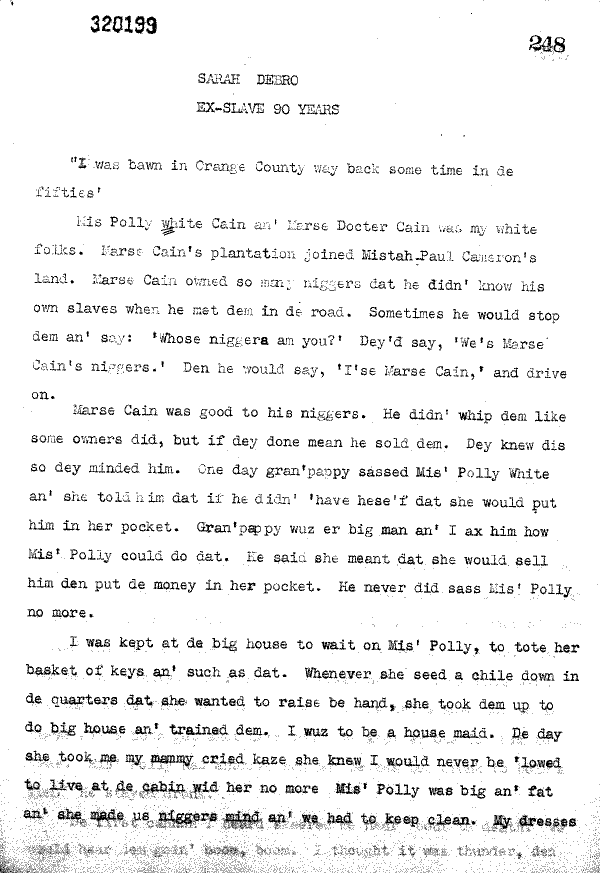 320199
248
SARAH DEBRO
EX-SLAVE 90 YEARS
"I was bawn in Orange County way back some time in de
fifties'
Mis Polly white Cain an' Marse Docter Cain was my white
folks. Marse Cain's plantation joined Mistah Paul Cameron's
land. Marse Cain owned so many niggers dat he didn' know his
own slaves when he met dem in de road. Sometimes he would stop
dem an' say: 'Whose niggera am you?' Dey'd say, 'We's Marse
Cain's niggers.' Den he would say, 'I'se Marse Cain,' and drive
on.
Marse Cain was good to his niggers. He didn' whip dem like
some owners did, but if dey done mean he sold dem. Dey knew dis
so dey minded him. One day gran'pappy sassed Mis' Polly White
an' she told him dat if he didn' 'have hese'f dat she would put
him in her pocket. Gran'pappy wuz er big man an' I ax him how
Mis' Polly could do dat. He said she meant dat she would sell
him den put de money in her pocket. He never did sass Mis' Polly
no more.
I was kept at de big house to wait on Mis' Polly, to tote her
basket of keys an' such as dat. Whenever she seed a chile down in
de quarters dat she wanted to raise be hand, she took dem up to
do big house an' trained dem. I wuz to be a house maid. De day
she took me my mammy cried kaze she knew I would never be 'lowed
to live at de cabin wid her no more Mis' Polly was big an' fat
an' she made us niggers mind an' we had to keep clean. My dresses
hear dem goin' boom, boom. I thought it was thunder, den